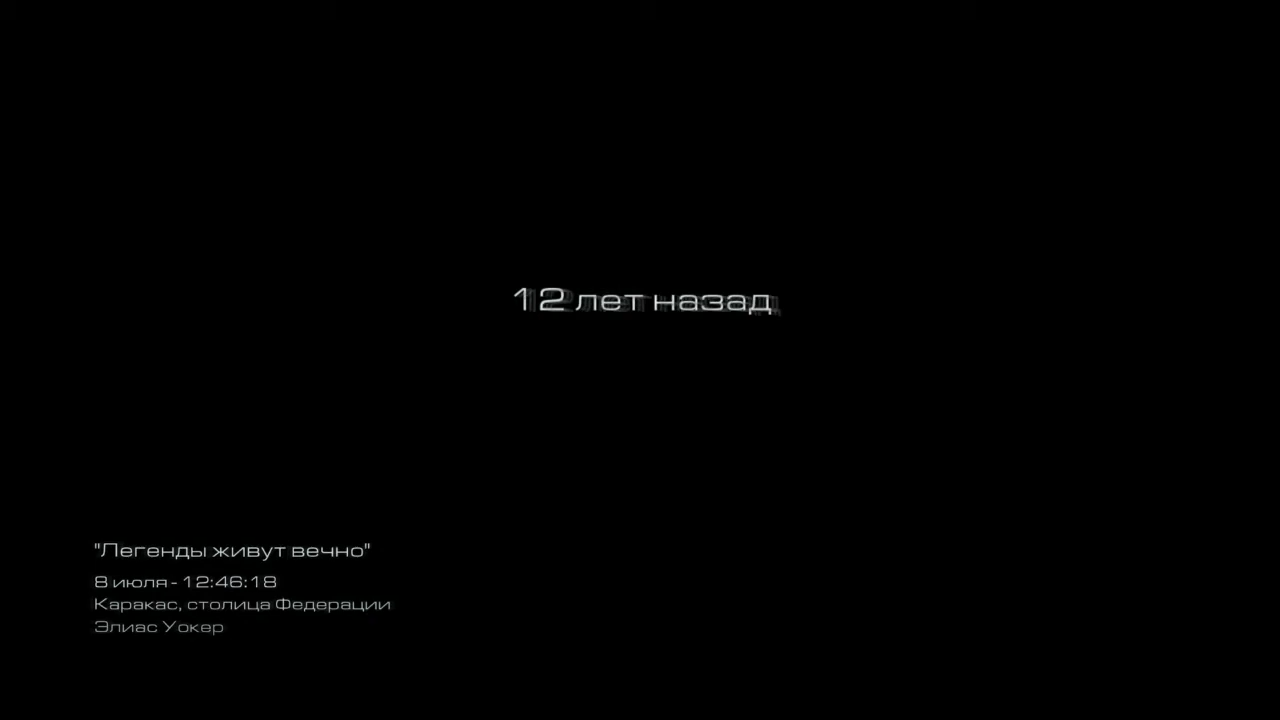 12 лет назад
"Легенды живут вечно"
8 июля - 12:46:18
Каракас, столица Федерации
Элиас Уокер